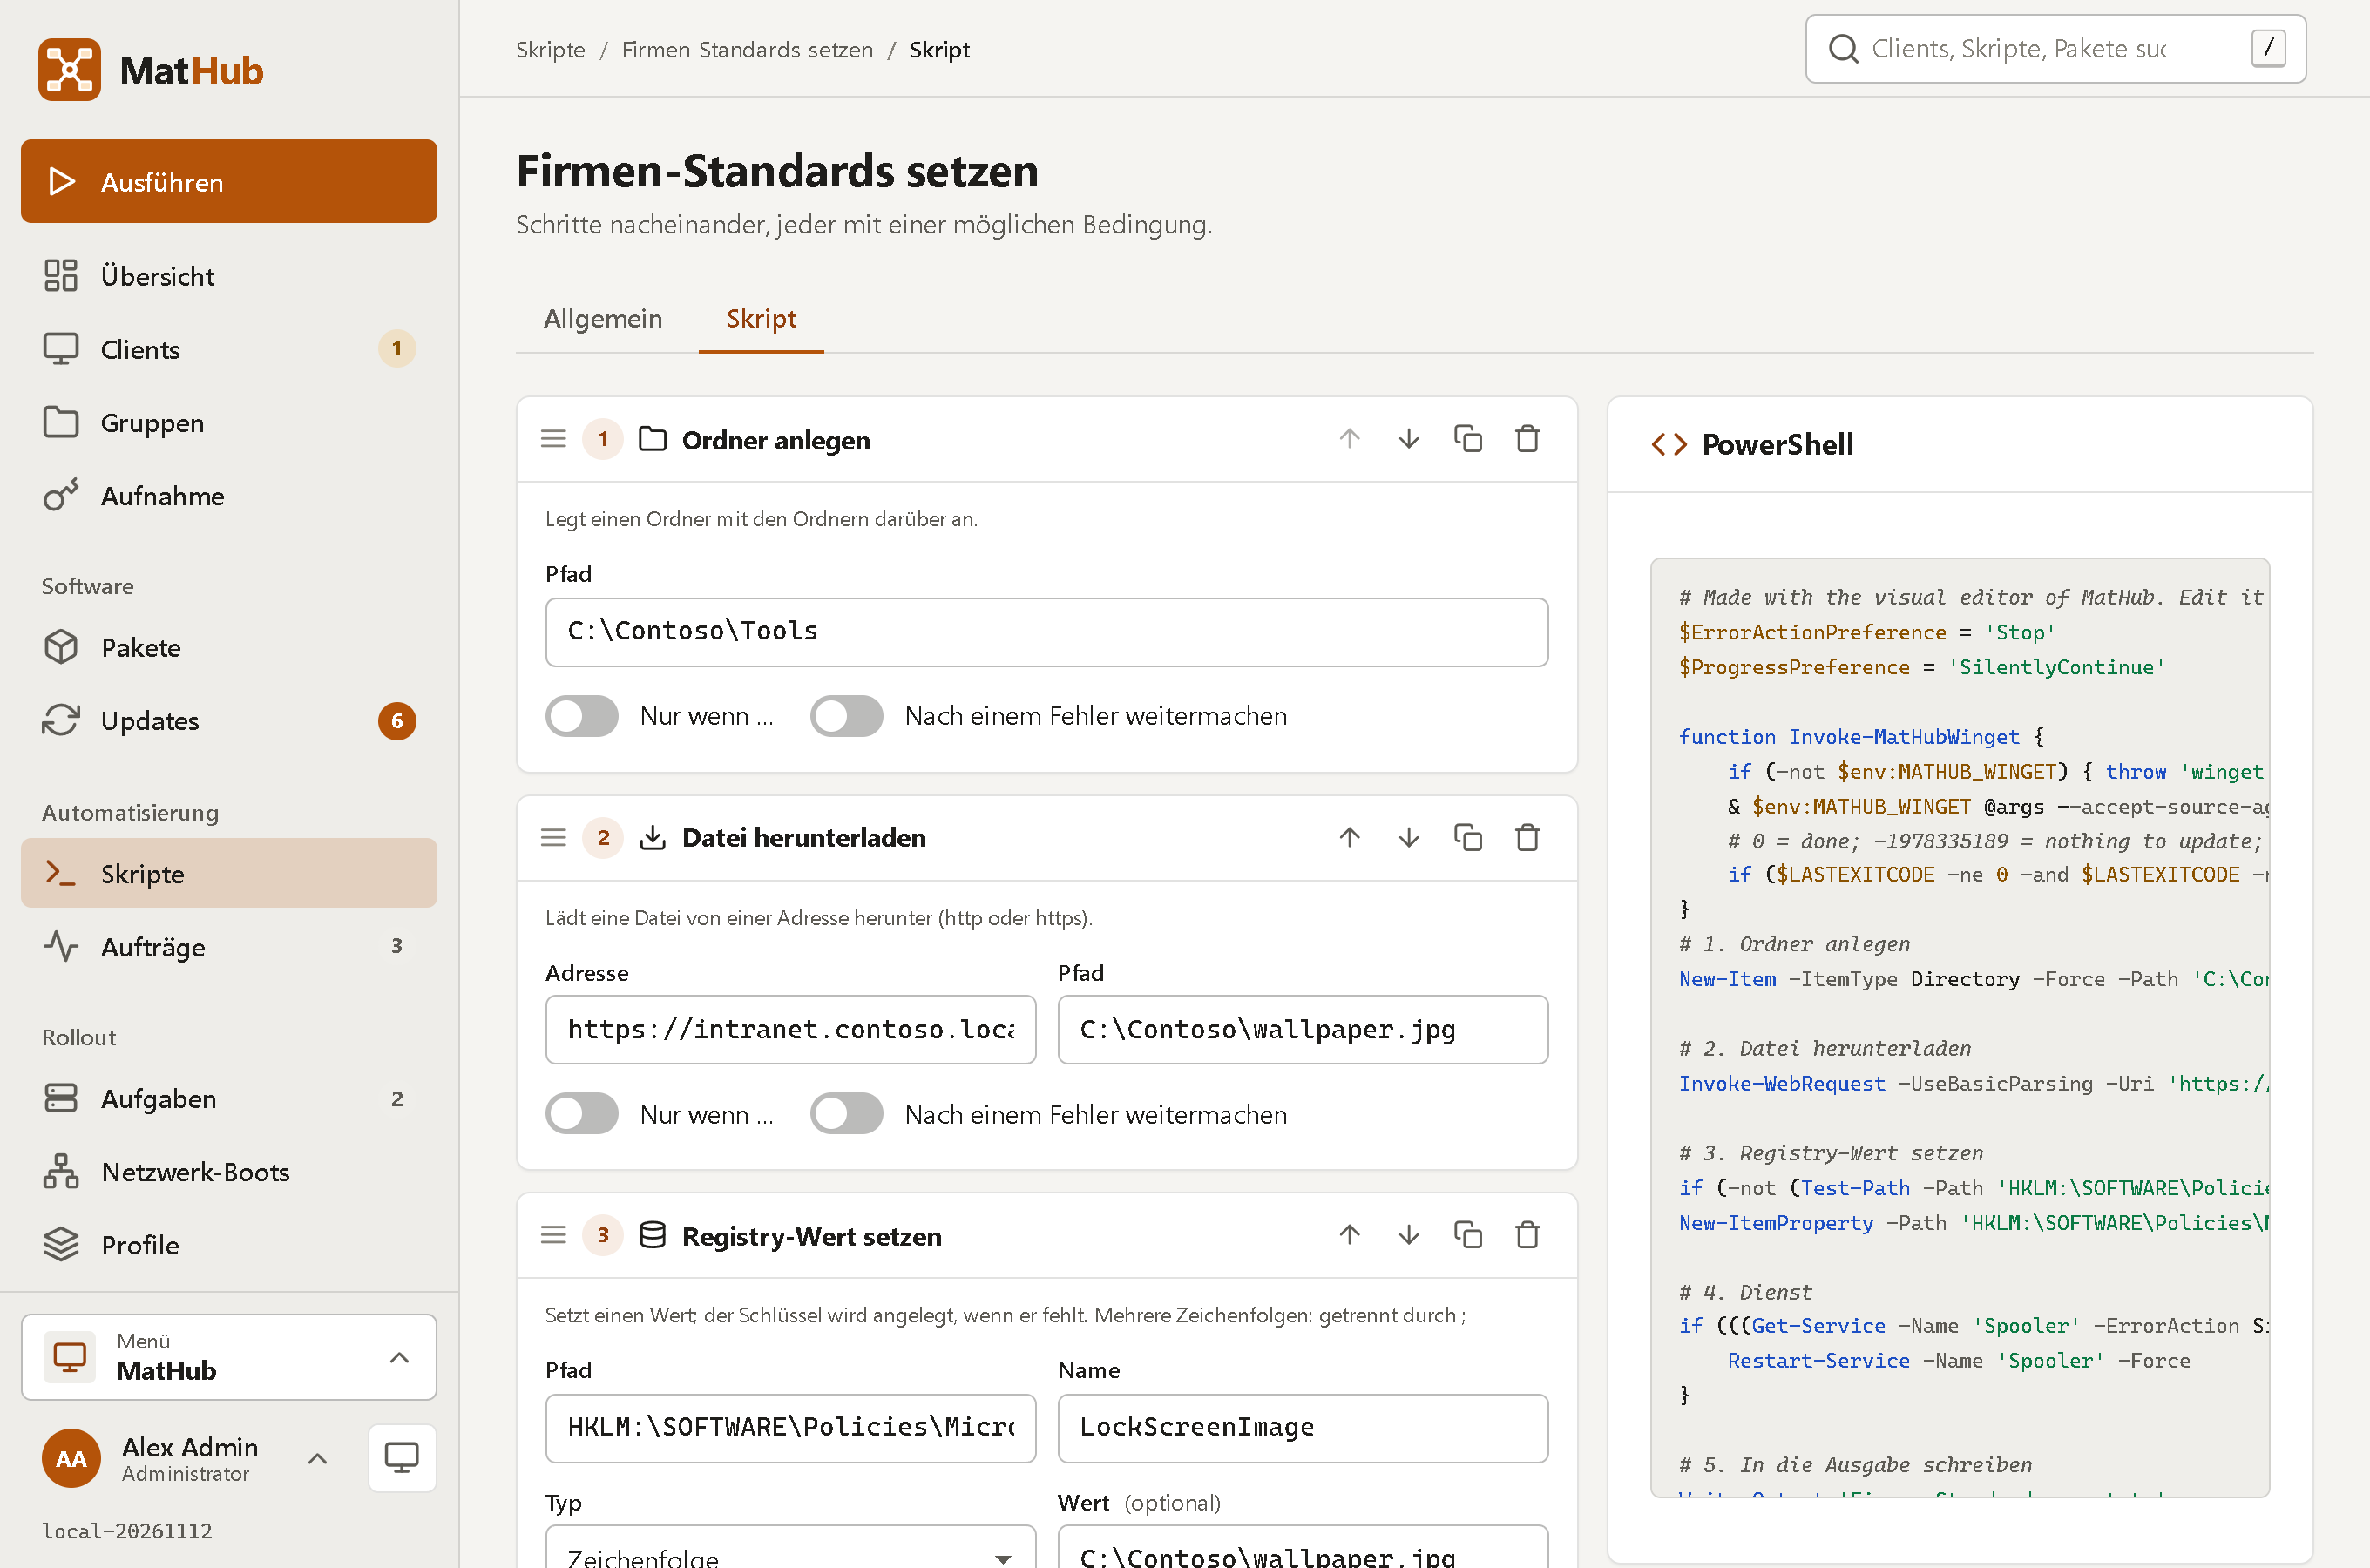 MatHub
Ausführen
Übersicht
Clients 1
Gruppen
Aufnahme
Software
Pakete
Updates 6
Automatisierung
Skripte
Aufträge 3
Rollout
Aufgaben 2
Netzwerk-Boots
Profile
Menü
MatHub
AA
Alex Admin
Administrator
local-20261112
Skripte / Firmen-Standards setzen / Skript
Clients, Skripte, Pakete suc /
Firmen-Standards setzen
Schritte nacheinander, jeder mit einer möglichen Bedingung.
Allgemein
Skript
1 Ordner anlegen
Legt einen Ordner mit den Ordnern darüber an.
Pfad
C:\Contoso\Tools
Nur wenn ... Nach einem Fehler weitermachen
2 Datei herunterladen
Lädt eine Datei von einer Adresse herunter (http oder https).
Adresse Pfad
https://intranet.contoso.loca C:\Contoso\wallpaper.jpg
Nur wenn ... Nach einem Fehler weitermachen
3 Registry-Wert setzen
Setzt einen Wert; der Schlüssel wird angelegt, wenn er fehlt. Mehrere Zeichenfolgen: getrennt durch ;
Pfad Name
HKLM:\SOFTWARE\Policies\Micro LockScreenImage
Typ Wert (optional)
Zeichenfolge C:\Contoso\wallpaper.jpg
PowerShell
# Made with the visual editor of MatHub. Edit it
$ErrorActionPreference = 'Stop'
$ProgressPreference = 'SilentlyContinue'
function Invoke-MatHubWinget {
if (-not $env:MATHUB_WINGET) { throw 'winget
& $env:MATHUB_WINGET @args --accept-source-ag
# 0 = done; -1978335189 = nothing to update;
if ($LASTEXITCODE -ne 0 -and $LASTEXITCODE -n
}
# 1. Ordner anlegen
New-Item -ItemType Directory -Force -Path 'C:\Con
# 2. Datei herunterladen
Invoke-WebRequest -UseBasicParsing -Uri 'https://
# 3. Registry-Wert setzen
if (-not (Test-Path -Path 'HKLM:\SOFTWARE\Policie
New-ItemProperty -Path 'HKLM:\SOFTWARE\Policies\M
# 4. Dienst
if (((Get-Service -Name 'Spooler' -ErrorAction Si
Restart-Service -Name 'Spooler' -Force
}
# 5. In die Ausgabe schreiben